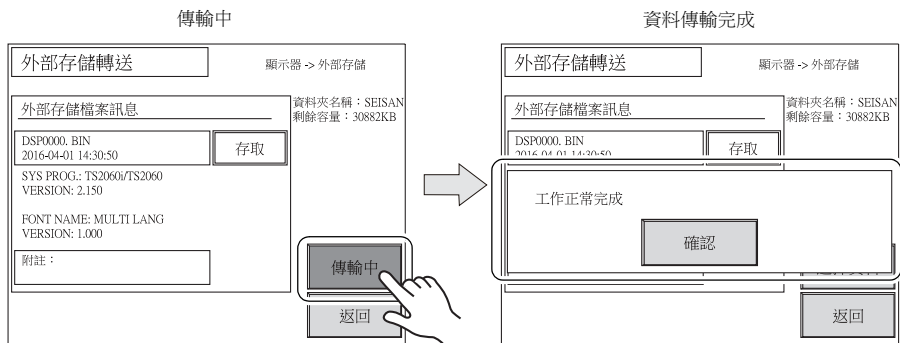 傳輸中
外部存儲轉送
顯示器 -> 外部存儲
外部存儲檔案訊息
資料夾名稱：SEISAN
剩餘容量：30882KB
DSP0000. BIN
2016-04-01 14:30:50
存取
SYS PROG.: TS2060i/TS2060
VERSION: 2.150
FONT NAME: MULTI LANG
VERSION: 1.000
附註：
傳輸中
返回
資料傳輸完成
外部存儲轉送
顯示器 -> 外部存儲
外部存儲檔案訊息
資料夾名稱：SEISAN
剩餘容量：30882KB
DSP0000. BIN
2016-04-01 14:30:50
存取
工作正常完成
確認
返回